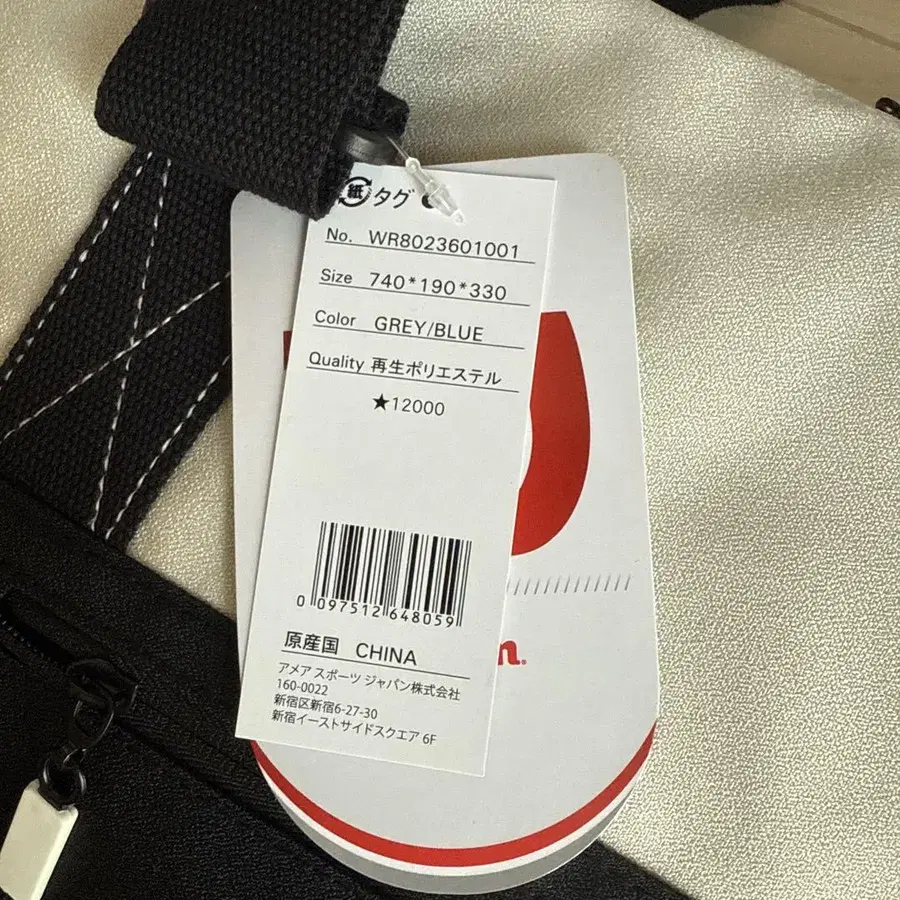 紙 タグ
No. WR8023601001
Size 740*190*330
Color GREY/BLUE
Quality 再生ポリエステル
★12000
0 097512 648059
原産国 CHINA
アメア スポーツ ジャパン株式会社
160-0022
新宿区新宿6-27-30
新宿イーストサイドスクエア 6F